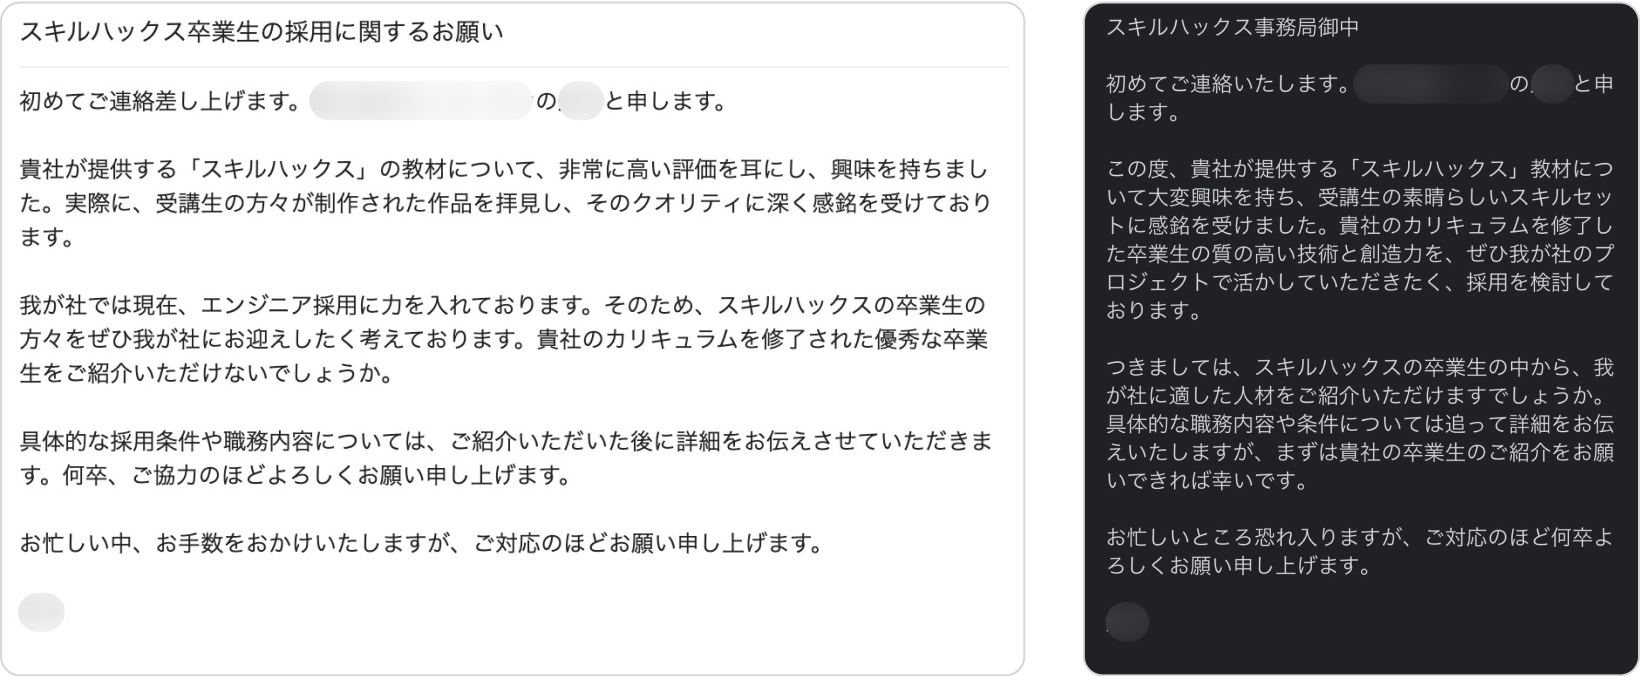 スキルハックス卒業生の採用に関するお願い
初めてご連絡差し上げます。 の と申します。
貴社が提供する「スキルハックス」の教材について、非常に高い評価を耳にし、興味を持ちまし
た。実際に、受講生の方々が制作された作品を拝見し、そのクオリティに深く感銘を受けており
ます。
我が社では現在、エンジニア採用に力を入れております。そのため、スキルハックスの卒業生の
方々をぜひ我が社にお迎えしたく考えております。貴社のカリキュラムを修了された優秀な卒業
生をご紹介いただけないでしょうか。
具体的な採用条件や職務内容については、ご紹介いただいた後に詳細をお伝えさせていただきま
す。何卒、ご協力のほどよろしくお願い申し上げます。
お忙しい中、お手数をおかけいたしますが、ご対応のほどお願い申し上げます。
スキルハックス事務局御中
初めてご連絡いたします。 の と申
します。
この度、貴社が提供する「スキルハックス」教材につ
いて大変興味を持ち、受講生の素晴らしいスキルセッ
トに感銘を受けました。貴社のカリキュラムを修了し
た卒業生の質の高い技術と創造力を、ぜひ我が社のプ
ロジェクトで活かしていただきたく、採用を検討して
おります。
つきましては、スキルハックスの卒業生の中から、我
が社に適した人材をご紹介いただけますでしょうか。
具体的な職務内容や条件については追って詳細をお伝
えいたしますが、まずは貴社の卒業生のご紹介をお願
いできれば幸いです。
お忙しいところ恐れ入りますが、ご対応のほど何卒よ
ろしくお願い申し上げます。